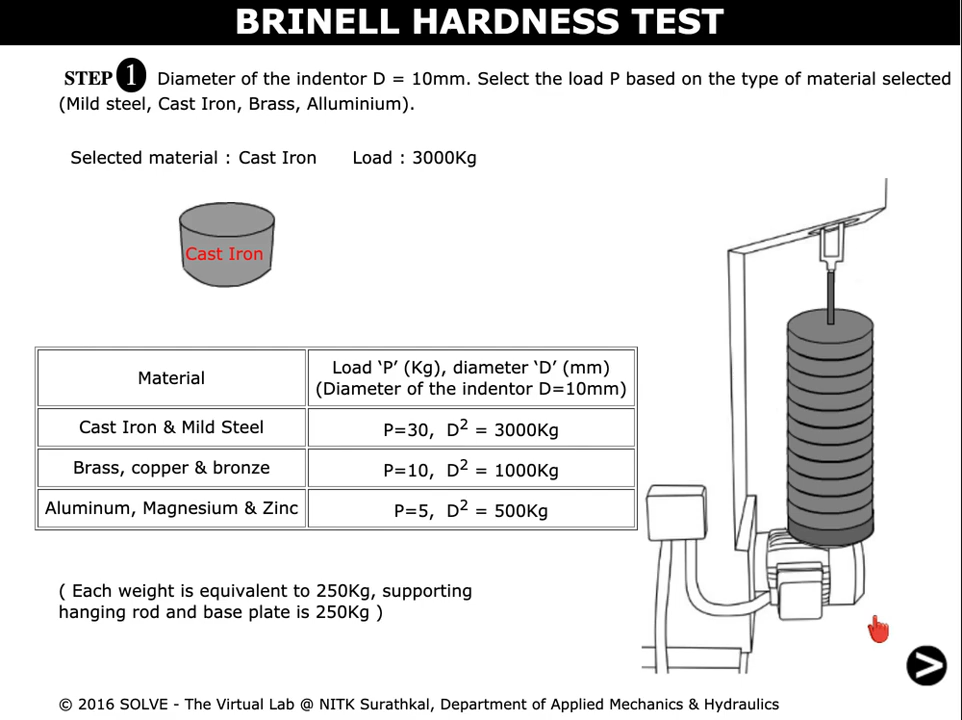 BRINELL HARDNESS TEST
STEP 1 Diameter of the indentor D = 10mm. Select the load P based on the type of material selected
(Mild steel, Cast Iron, Brass, Alluminium).
Selected material : Cast Iron Load : 3000Kg
Cast Iron
Material
Load ‘P’ (Kg), diameter ‘D’ (mm)
(Diameter of the indentor D=10mm)
Cast Iron & Mild Steel
P=30, D² = 3000Kg
Brass, copper & bronze
P=10, D² = 1000Kg
Aluminum, Magnesium & Zinc
P=5, D² = 500Kg
( Each weight is equivalent to 250Kg, supporting
hanging rod and base plate is 250Kg )
>
© 2016 SOLVE - The Virtual Lab @ NITK Surathkal, Department of Applied Mechanics & Hydraulics